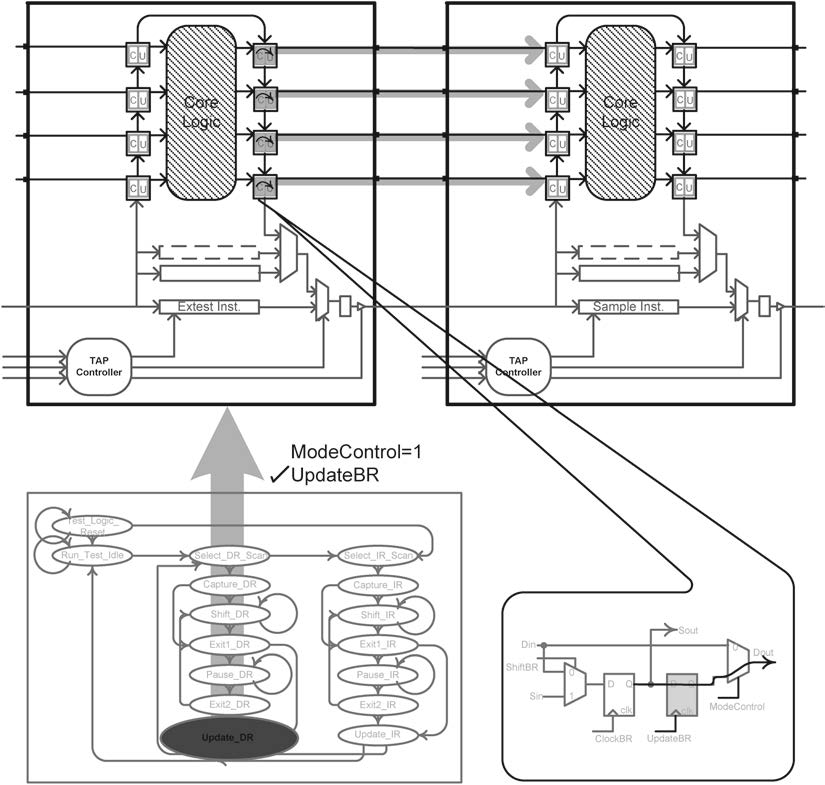 C U
C U
C U
C U
C U
C U
C U
C U
Core
Logic
C U
C U
C U
C U
C U
C U
C U
C U
Core
Logic
Extest Inst.
Sample Inst.
TAP
Controller
TAP
Controller
ModeControl=1
UpdateBR
Test_Logic_
Reset
Run_Test_Idle
Select_DR_Scan
Select_IR_Scan
Capture_DR
Capture_IR
Shift_DR
Shift_IR
Exit1_DR
Exit1_IR
Pause_DR
Pause_IR
Exit2_DR
Exit2_IR
Update_DR
Update_IR
Sout
Din
0
Dout
ShiftBR
0
D Q
D Q
Sin
1
clk
clk
ModeControl
ClockBR
UpdateBR